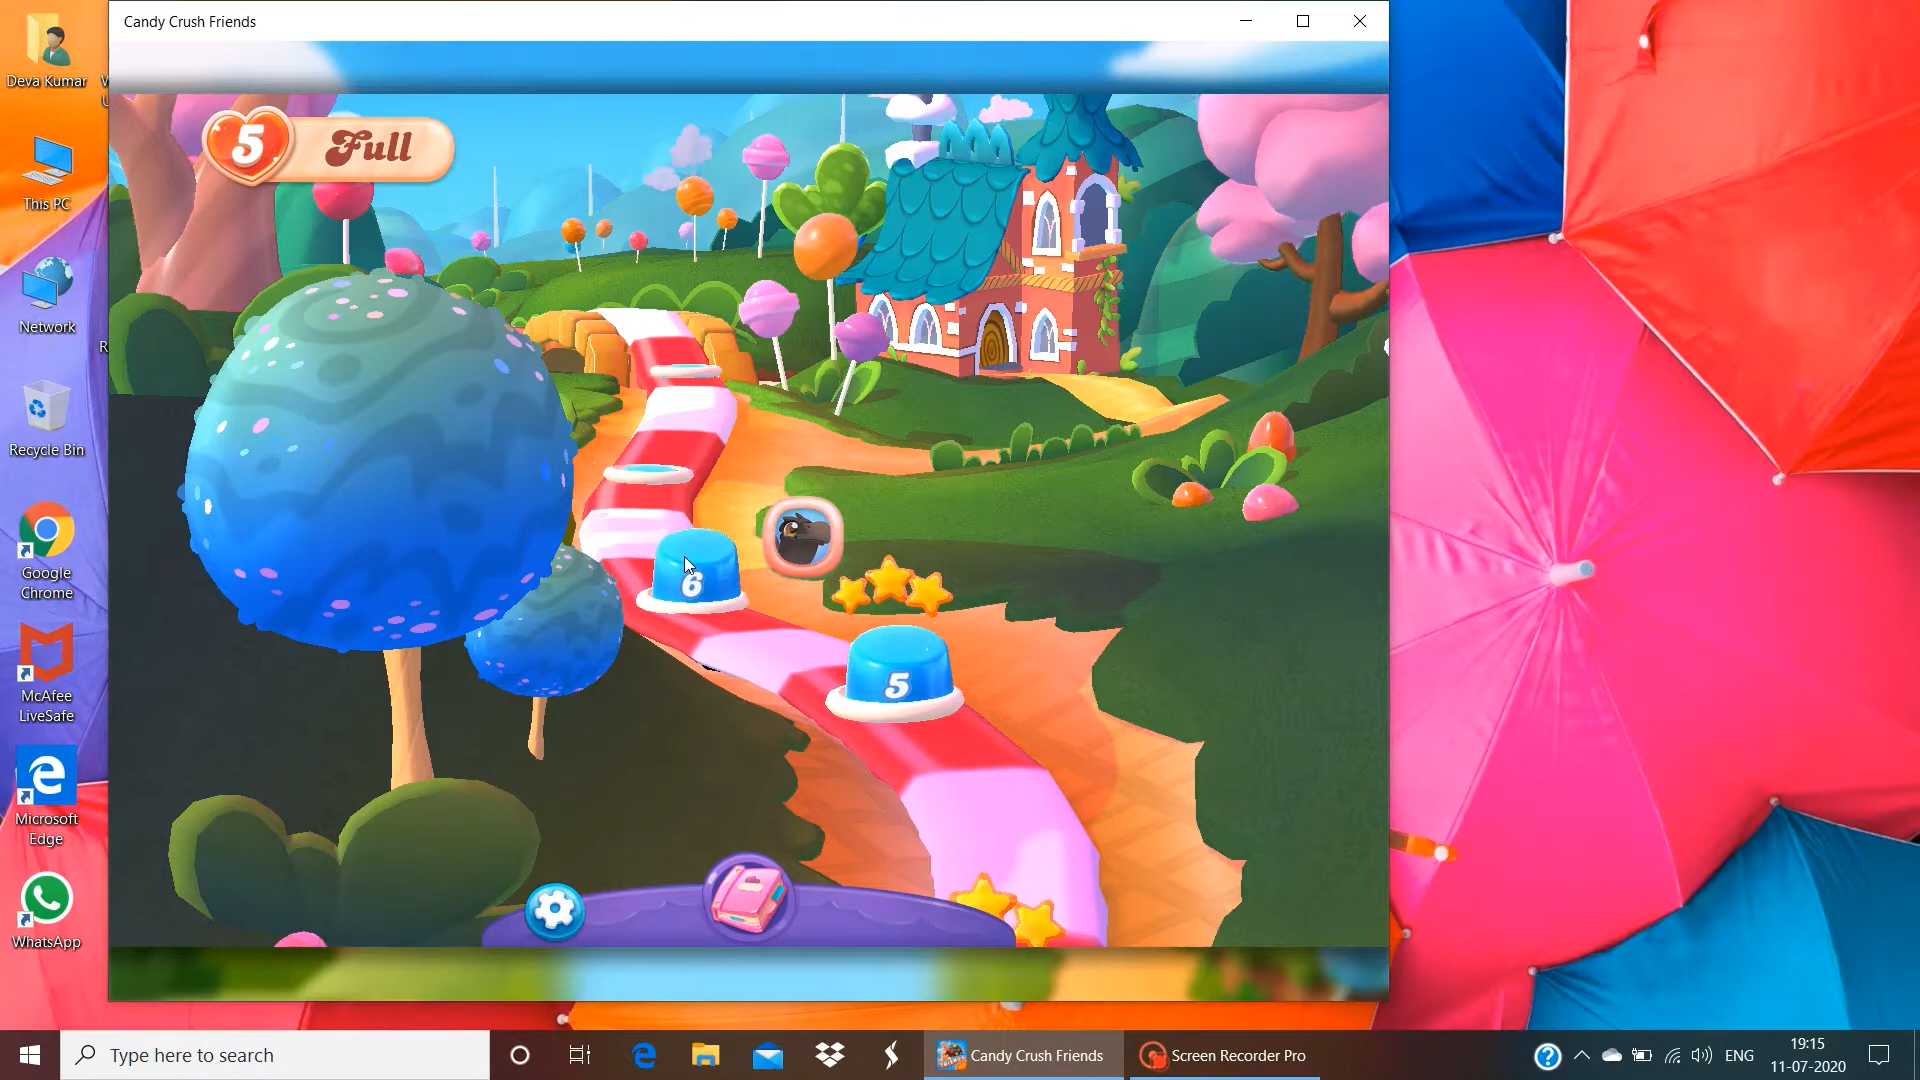 Candy Crush Friends
5 Full
6
5
Deva Kumar
This PC
Network
Recycle Bin
Google
Chrome
McAfee
LiveSafe
Microsoft
Edge
WhatsApp
Type here to search
Candy Crush Friends
Screen Recorder Pro
ENG
19:15
11-07-2020